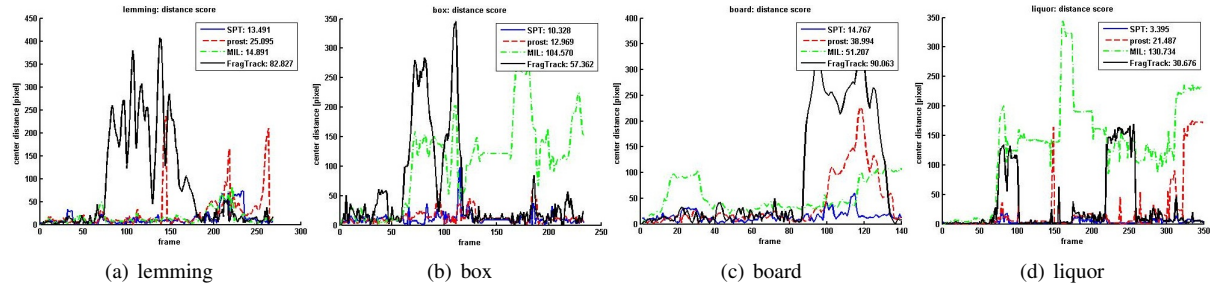 lemming: distance score
center distance [pixel]
450
400
350
300
250
200
150
100
50
0
SPT: 13.491
prost: 25.095
MIL: 14.891
FragTrack: 82.827
0 50 100 150 200 250 300
frame
(a) lemming
box: distance score
center distance [pixel]
350
300
250
200
150
100
50
0
SPT: 10.328
prost: 12.969
MIL: 104.570
FragTrack: 57.362
0 50 100 150 200 250
frame
(b) box
board: distance score
center distance [pixel]
400
350
300
250
200
150
100
50
0
SPT: 14.767
prost: 38.994
MIL: 51.207
FragTrack: 90.063
0 20 40 60 80 100 120 140
frame
(c) board
liquor: distance score
center distance [pixel]
350
300
250
200
150
100
50
0
SPT: 3.395
prost: 21.487
MIL: 130.734
FragTrack: 30.676
0 50 100 150 200 250 300 350
frame
(d) liquor